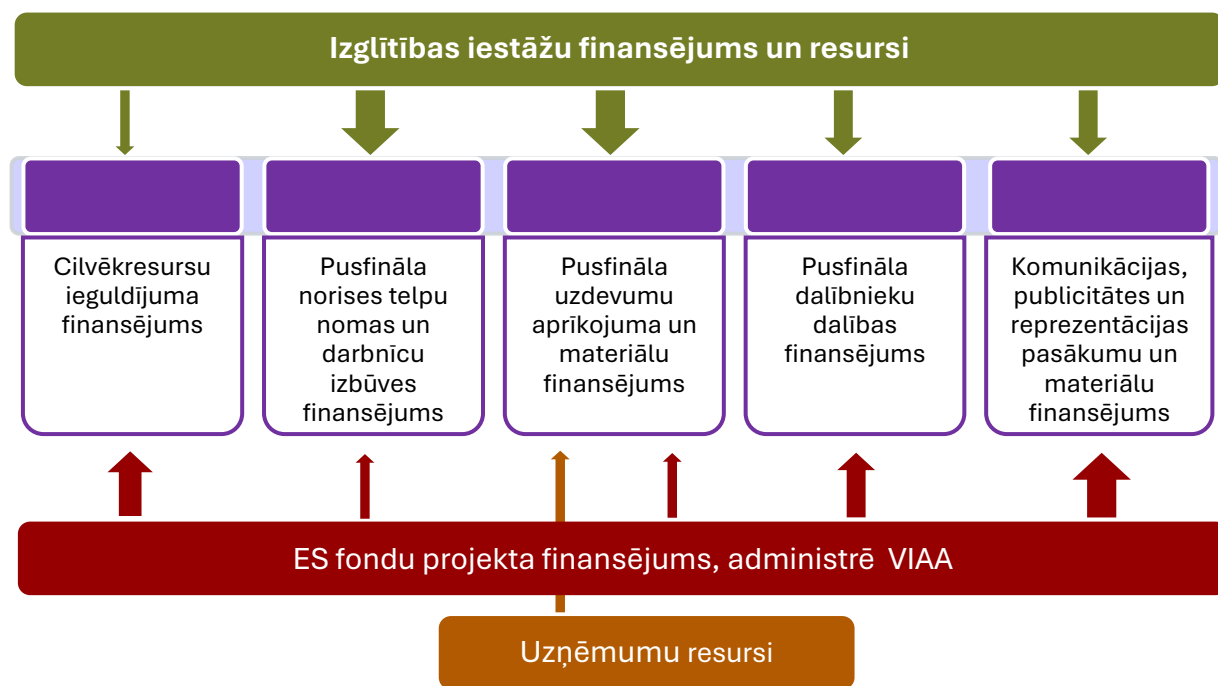 Izglītības iestāžu finansējums un resursi
Cilvēkresursu
ieguldījuma
finansējums
Pusfināla
norises telpu
nomas un
darbnīcu
izbūves
finansējums
Pusfināla
uzdevumu
aprīkojuma un
materiālu
finansējums
Pusfināla
dalībnieku
dalības
finansējums
Komunikācijas,
publicitātes un
reprezentācijas
pasākumu un
materiālu
finansējums
ES fondu projekta finansējums, administrē VIAA
Uzņēmumu resursi